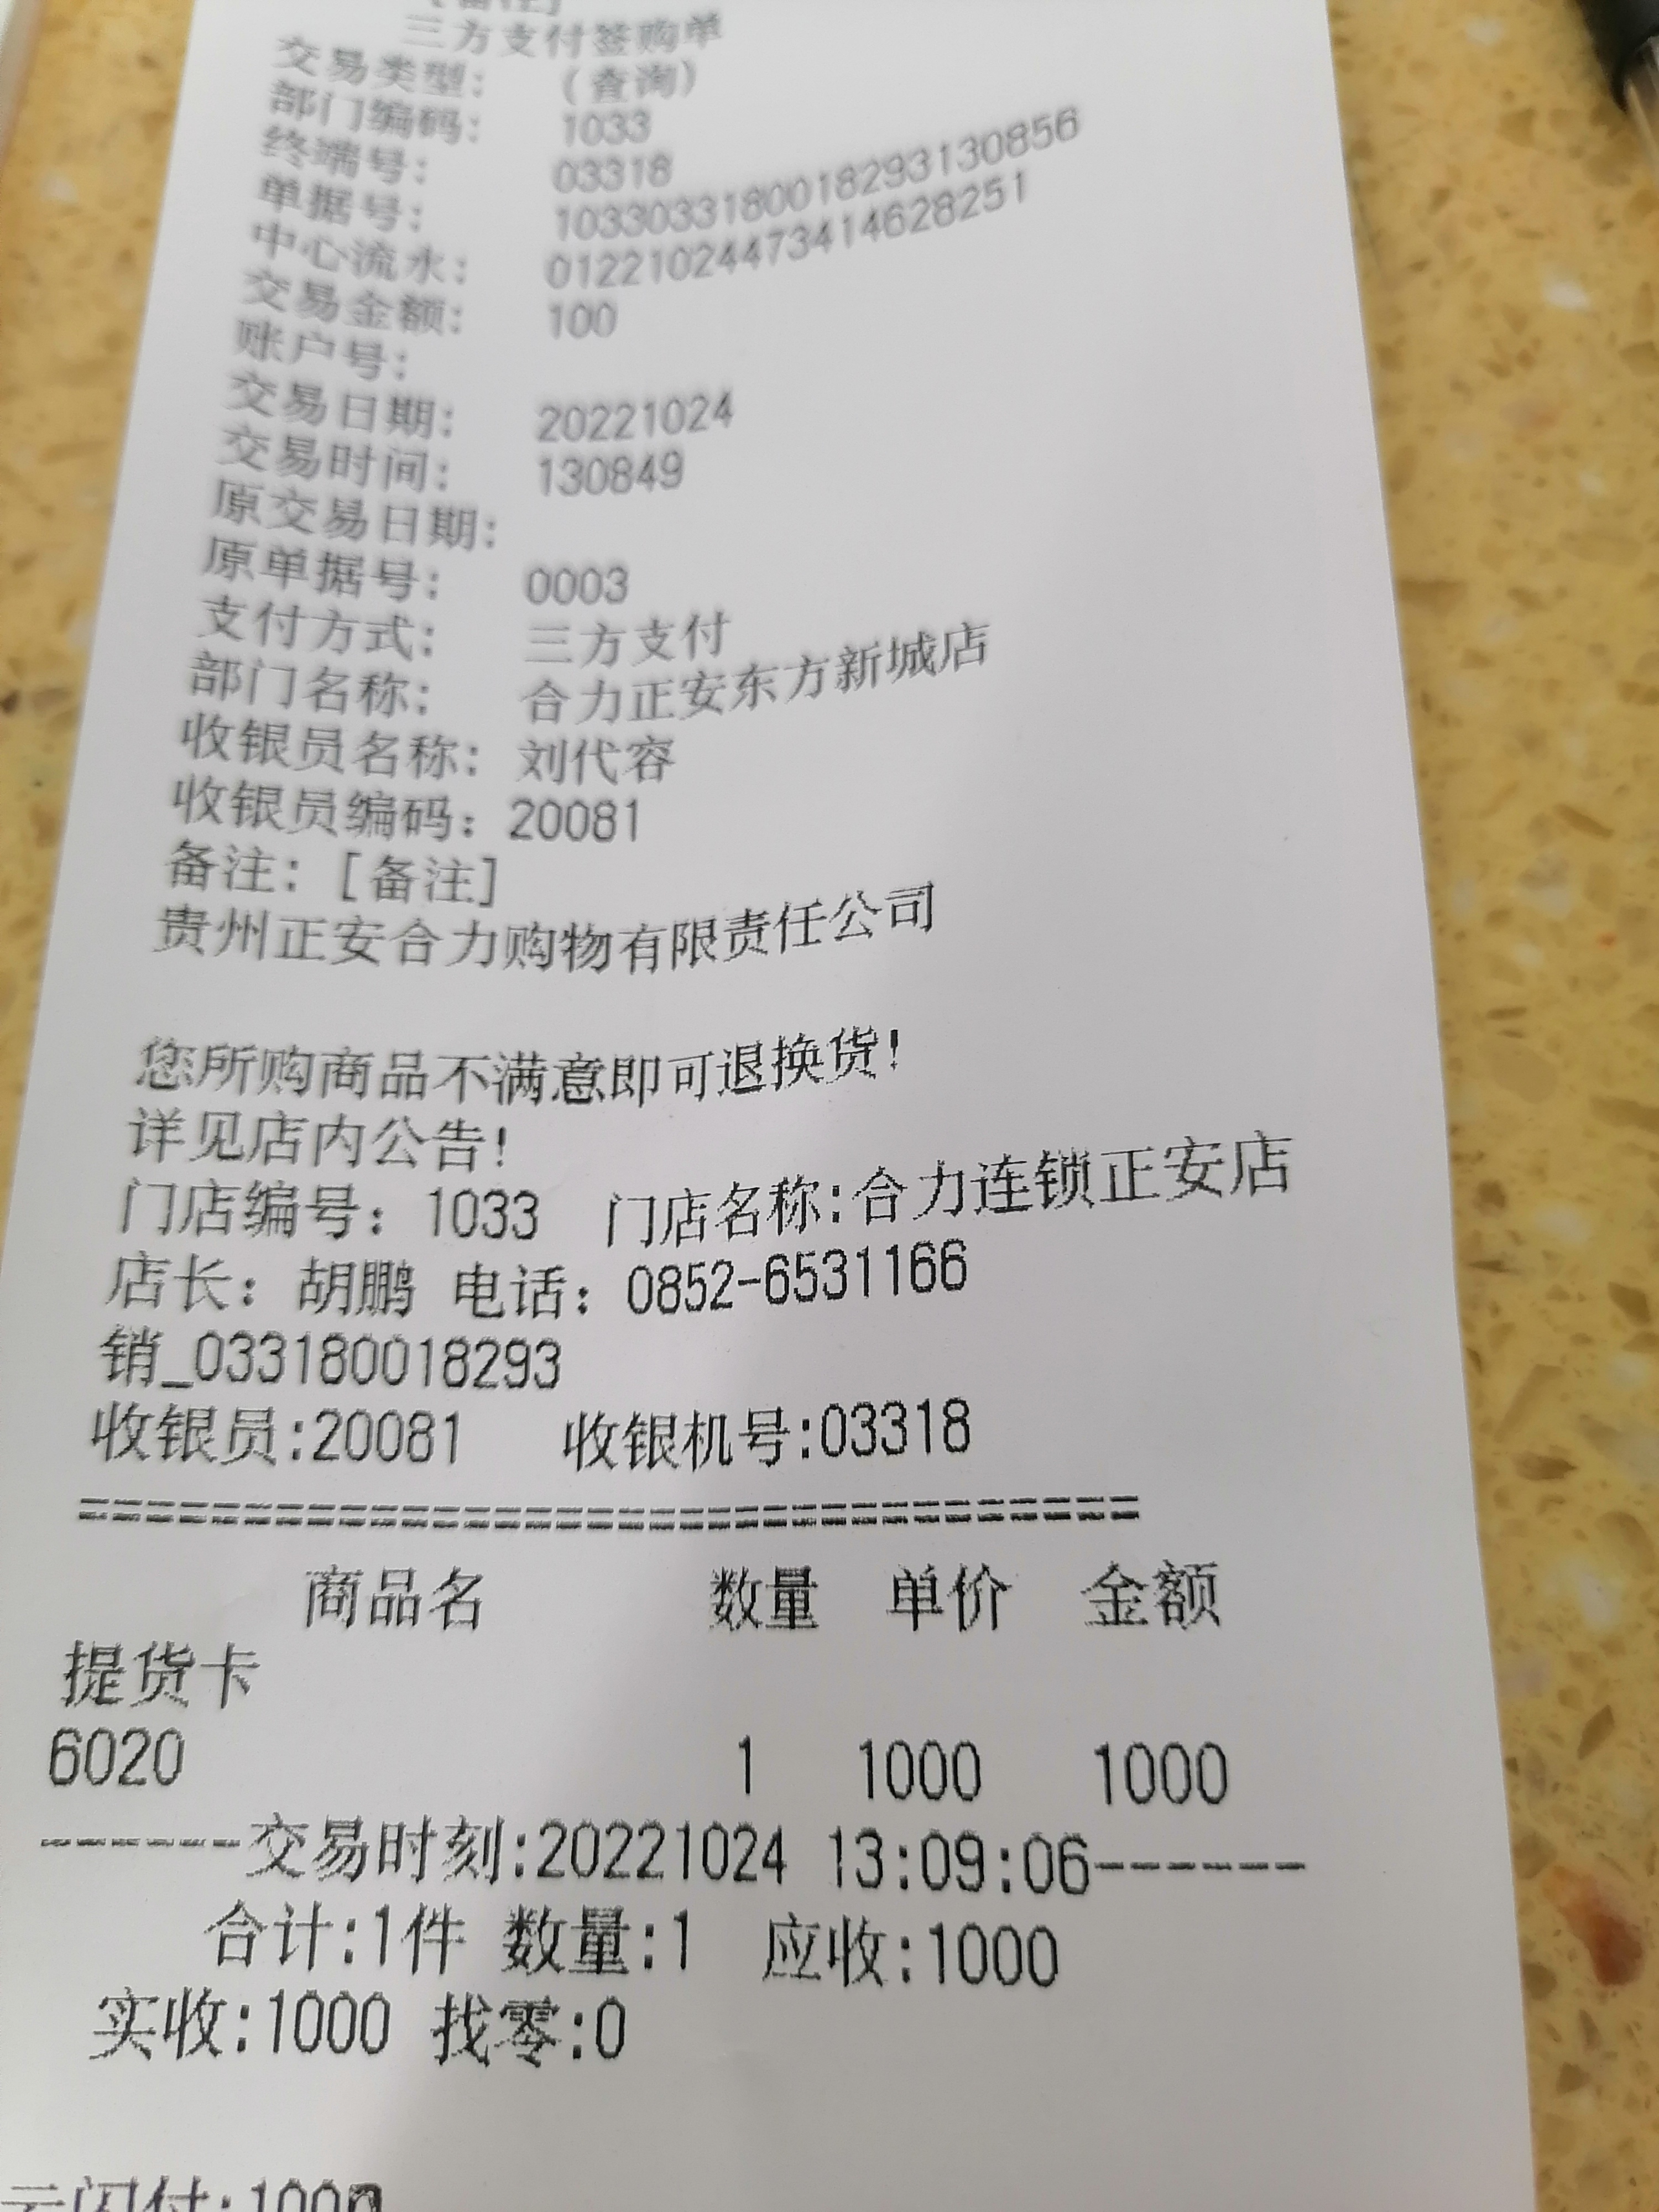 [备注]
三方支付签购单
交易类型: (查询)
部门编码: 1033
终端号: 03318
单据号: 103303318001829313085​6
中心流水: 012210244734146282​51
交易金额: 100
账户号:
交易日期: 20221024
交易时间: 130849
原交易日期:
原单据号: 0003
支付方式: 三方支付
部门名称: 合力正安东方新城店
收银员名称: 刘代容
收银员编码: 20081
备注: [备注]
贵州正安合力购物有限责任公司
您所购商品不满意即可退换货!
详见店内公告!
门店编号: 1033 门店名称:合力连锁正安店
店长: 胡鹏 电话: 0852-6531166
销_033180018293
收银员:20081 收银机号:03318
==================================
商品名 数量 单价 金额
提货卡
6020 1 1000 1000
------交易时刻:20221024 13:09:06------
合计:1件 数量:1 应收:1000
实收:1000 找零:0
云闪付:1000